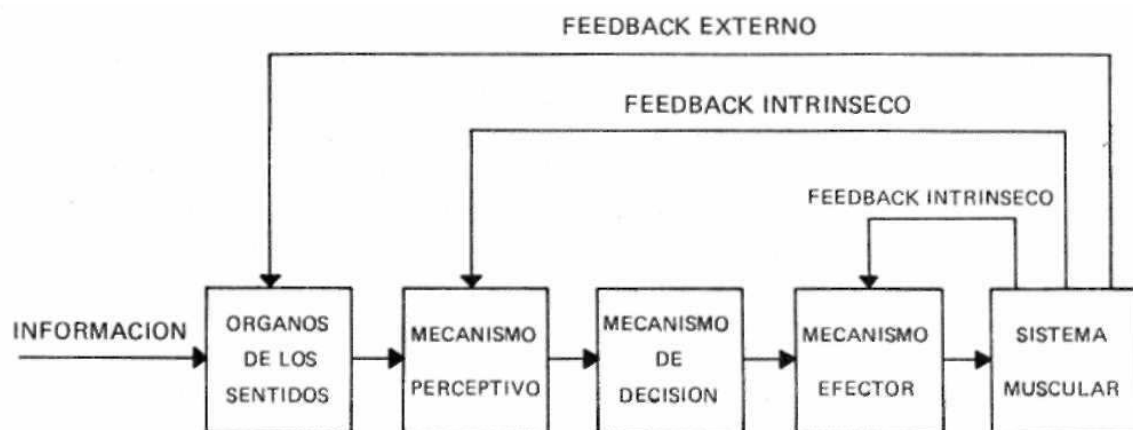 FEEDBACK EXTERNO
FEEDBACK INTRINSECO
FEEDBACK INTRINSECO
INFORMACION
ORGANOS
DE LOS
SENTIDOS
MECANISMO
PERCEPTIVO
MECANISMO
DE
DECISION
MECANISMO
EFECTOR
SISTEMA
MUSCULAR